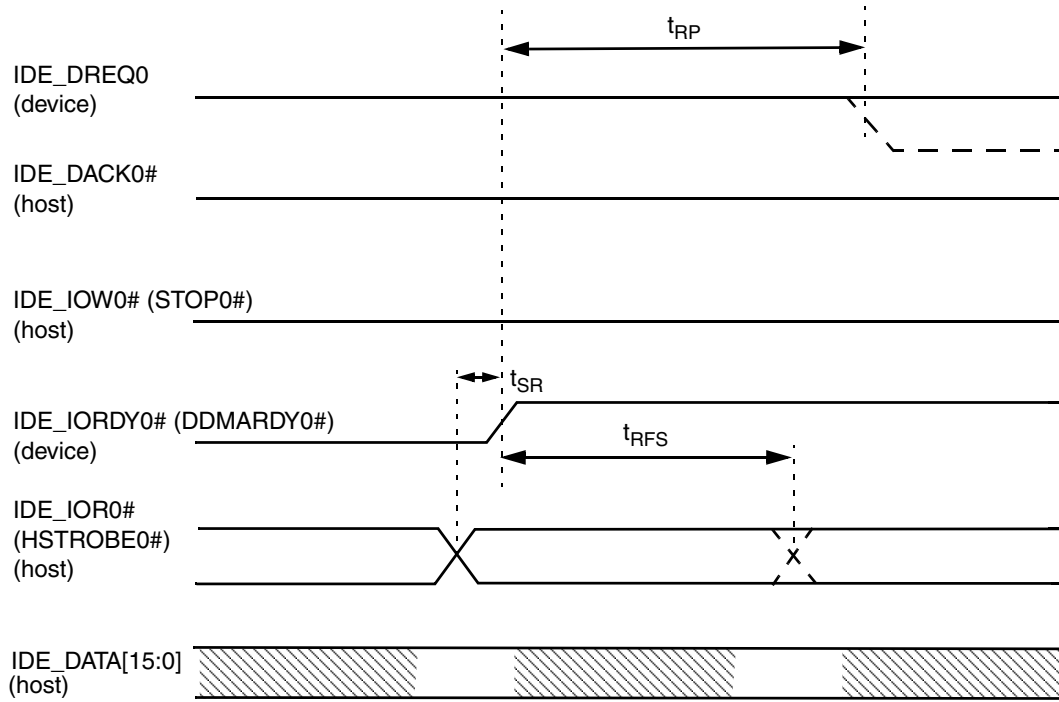 tRP
IDE_DREQ0
(device)
IDE_DACK0#
(host)
IDE_IOW0# (STOP0#)
(host)
tSR
IDE_IORDY0# (DDMARDY0#)
(device)
tRFS
IDE_IOR0#
(HSTROBE0#)
(host)
IDE_DATA[15:0]
(host)